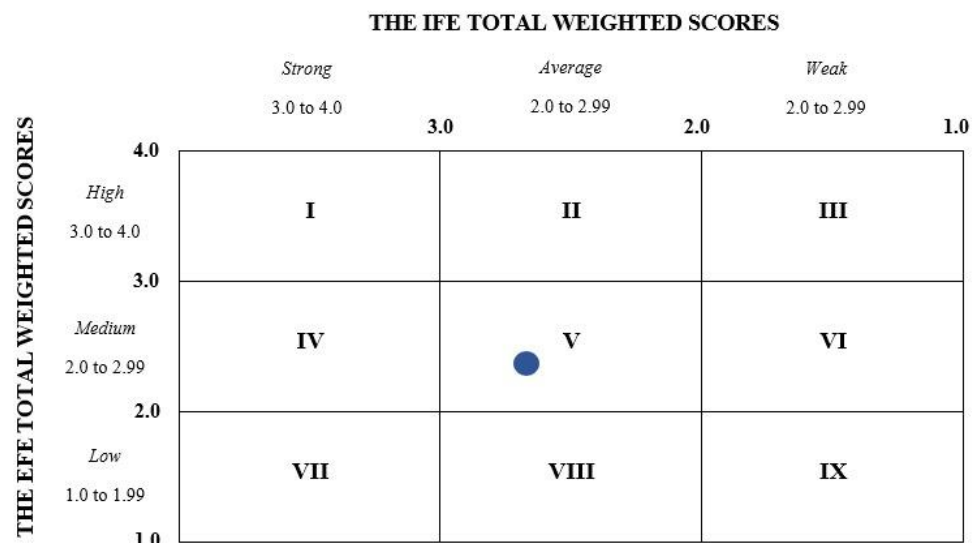 THE IFE TOTAL WEIGHTED SCORES
Strong
Average
Weak
3.0 to 4.0
2.0 to 2.99
2.0 to 2.99
3.0
2.0
1.0
THE EFE TOTAL WEIGHTED SCORES
4.0
High
3.0 to 4.0
I
II
III
3.0
Medium
2.0 to 2.99
IV
V
VI
2.0
Low
1.0 to 1.99
VII
VIII
IX
1.0